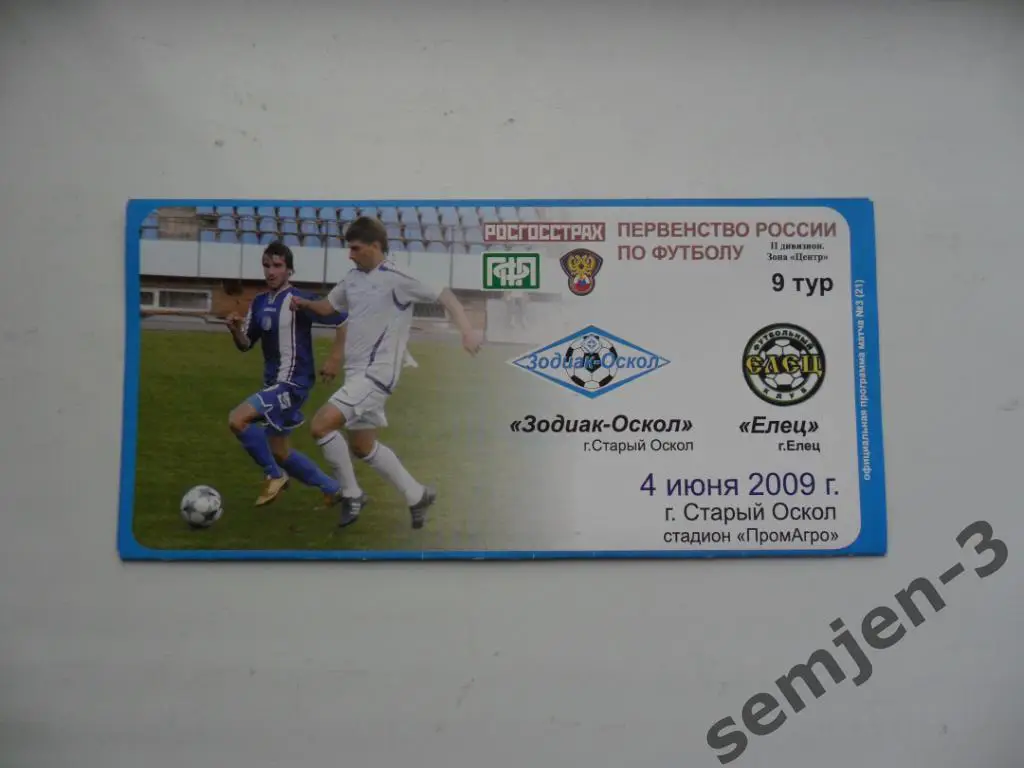 РОСГОССТРАХ
ПФЛ
ПЕРВЕНСТВО РОССИИ
ПО ФУТБОЛУ
II дивизион.
Зона «Центр»
9 тур
Зодиак-Оскол
ФУТБОЛЬНЫЙ
ЕЛЕЦ
КЛУБ
«Зодиак-Оскол»
г.Старый Оскол
«Елец»
г.Елец
4 июня 2009 г.
г. Старый Оскол
стадион «ПромАгро»
официальная программа матча №3 (21)
semjen-3